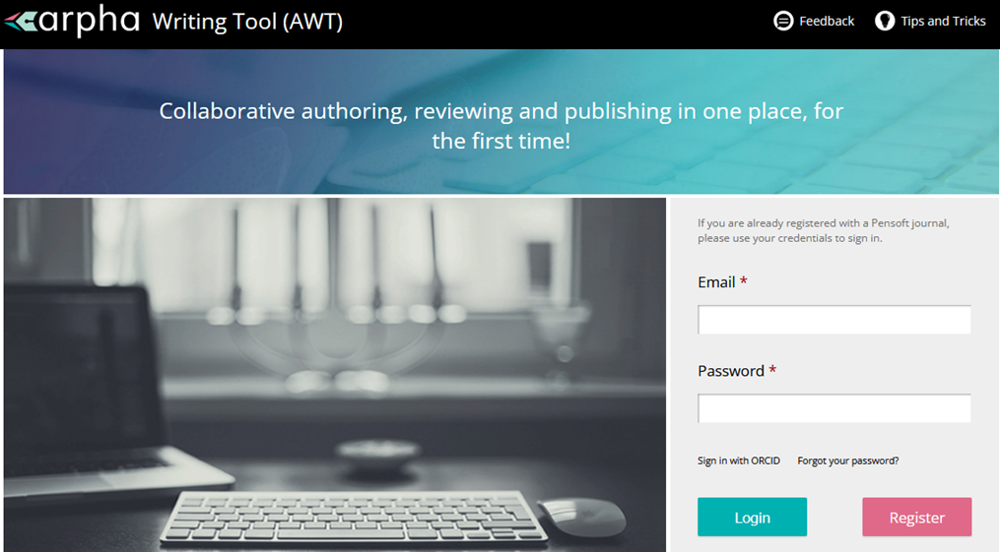 arpha Writing Tool (AWT)
Feedback
Tips and Tricks
Collaborative authoring, reviewing and publishing in one place, for
the first time!
If you are already registered with a Pensoft journal,
please use your credentials to sign in.
Email *
Password *
Sign in with ORCID
Forgot your password?
Login
Register